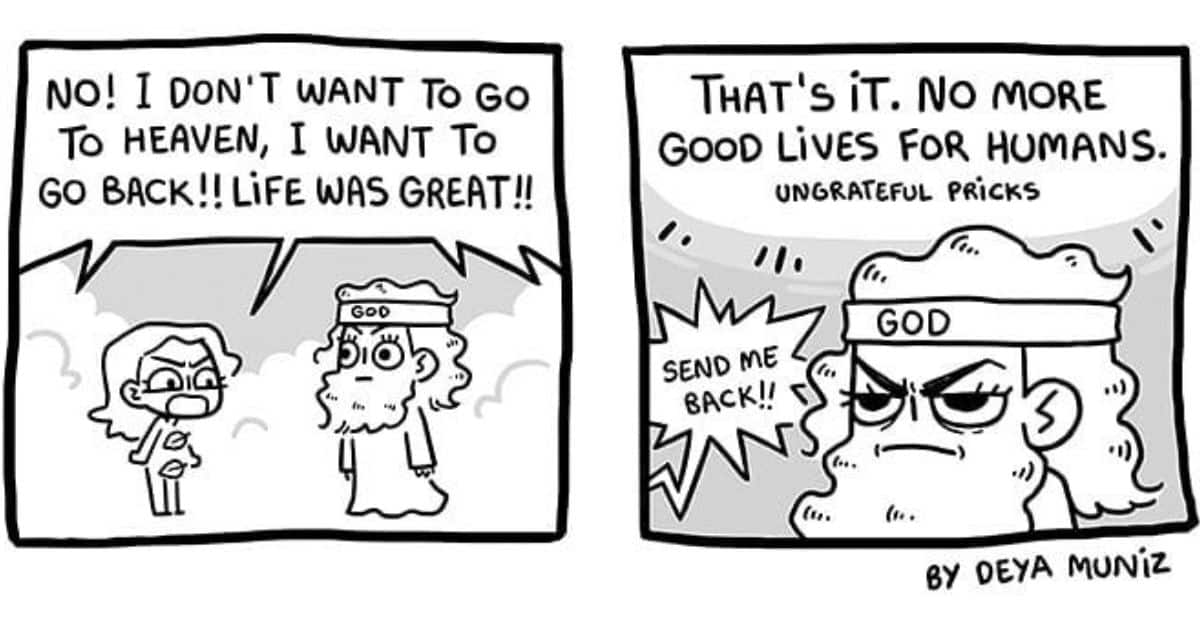 NO! I DON'T WANT TO GO
TO HEAVEN, I WANT TO
GO BACK!! LIFE WAS GREAT!!
GOD
THAT'S IT. NO MORE
GOOD LIVES FOR HUMANS.
UNGRATEFUL PRICKS
GOD
SEND ME
BACK!!
BY DEYA MUNIZ